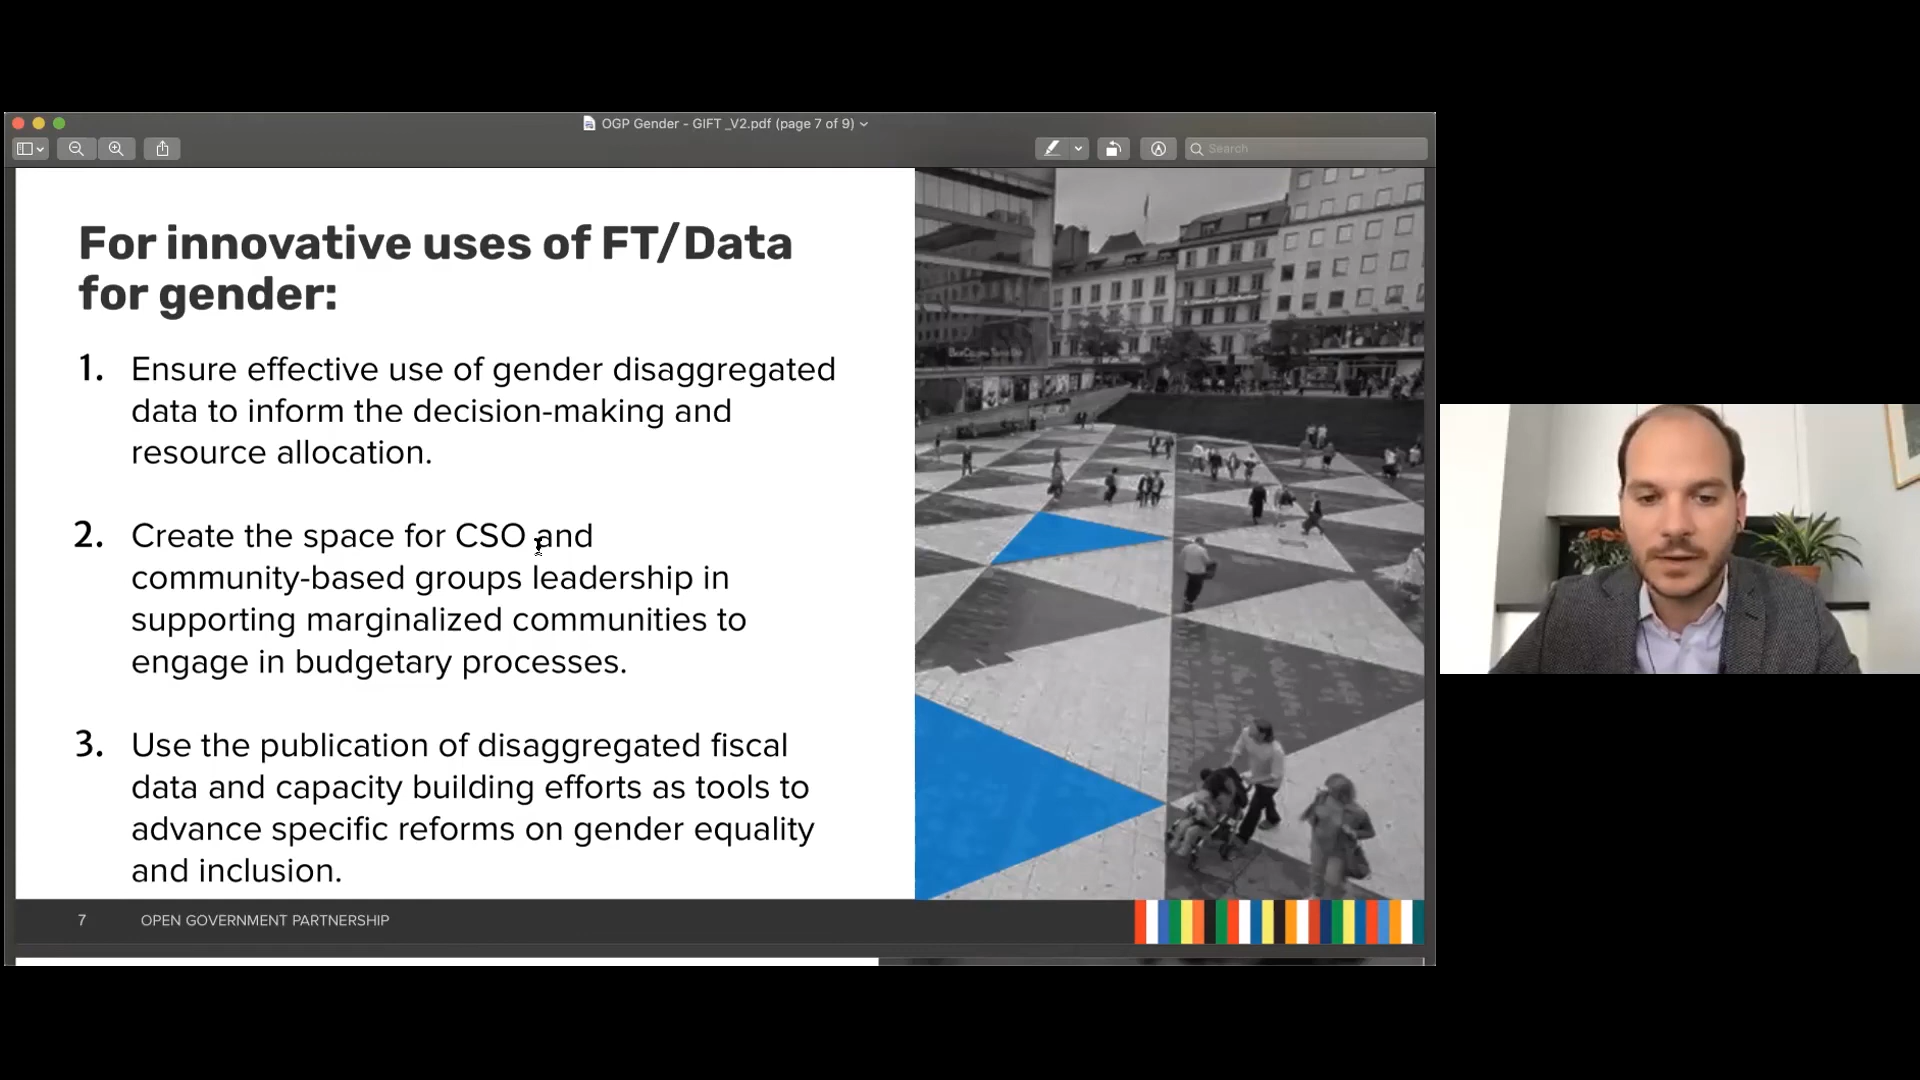 OGP Gender - GIFT _V2.pdf (page 7 of 9)
Search
For innovative uses of FT/Data
for gender:
1. Ensure effective use of gender disaggregated
data to inform the decision-making and
resource allocation.
2. Create the space for CSO and
community-based groups leadership in
supporting marginalized communities to
engage in budgetary processes.
3. Use the publication of disaggregated fiscal
data and capacity building efforts as tools to
advance specific reforms on gender equality
and inclusion.
7 OPEN GOVERNMENT PARTNERSHIP